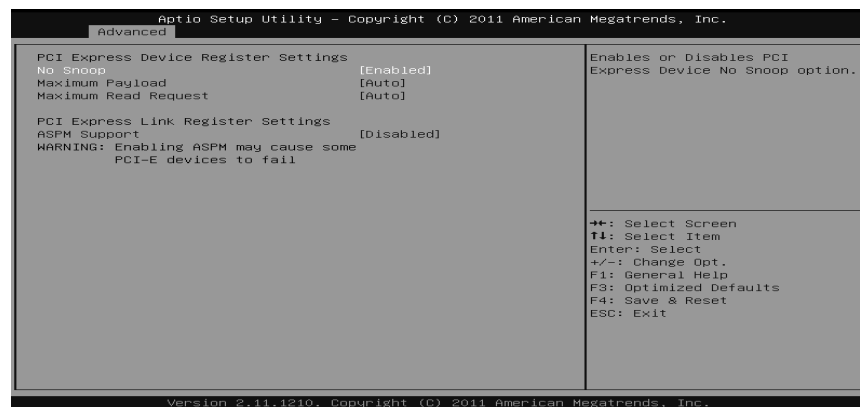 Aptio Setup Utility – Copyright (C) 2011 American Megatrends, Inc.
Advanced
PCI Express Device Register Settings
No Snoop [Enabled]
Maximum Payload [Auto]
Maximum Read Request [Auto]
PCI Express Link Register Settings
ASPM Support [Disabled]
WARNING: Enabling ASPM may cause some
PCI-E devices to fail
Enables or Disables PCI
Express Device No Snoop option.
→←: Select Screen
↑↓: Select Item
Enter: Select
+/-: Change Opt.
F1: General Help
F3: Optimized Defaults
F4: Save & Reset
ESC: Exit
Version 2.11.1210. Copyright (C) 2011 American Megatrends, Inc.